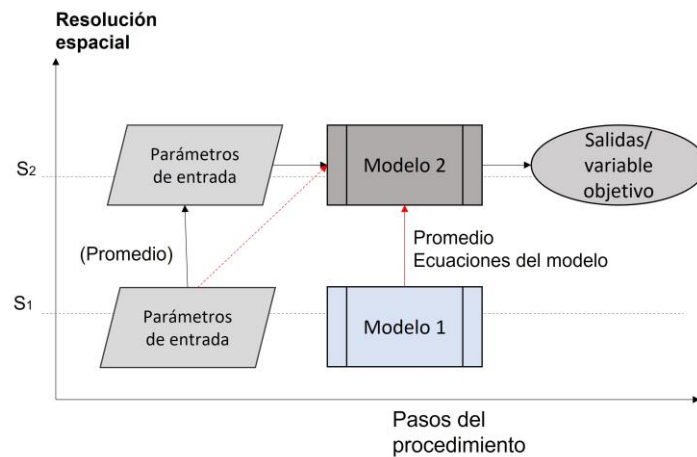 Resolución
espacial
Parámetros
de entrada
Modelo 2
Salidas/
variable
objetivo
S2
(Promedio)
Promedio
Ecuaciones del modelo
S1
Parámetros
de entrada
Modelo 1
Pasos del
procedimiento